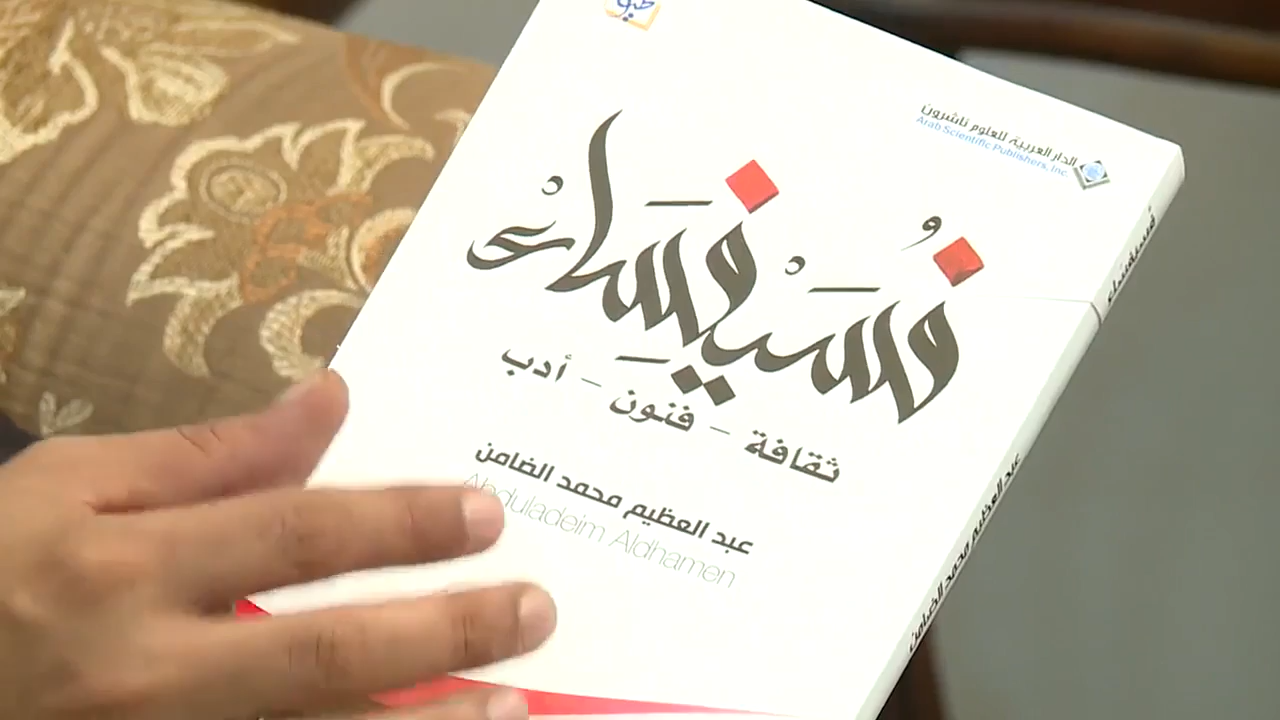 الدار العربية للعلوم ناشرون
Arab Scientific Publishers, Inc.
فُسَيْفِسَاءْ
ثقافة - فنون - أدب
عبد العظيم محمد الضامن
Abduladeim Aldhamen
فسيفساء
عبد العظيم محمد الضامن